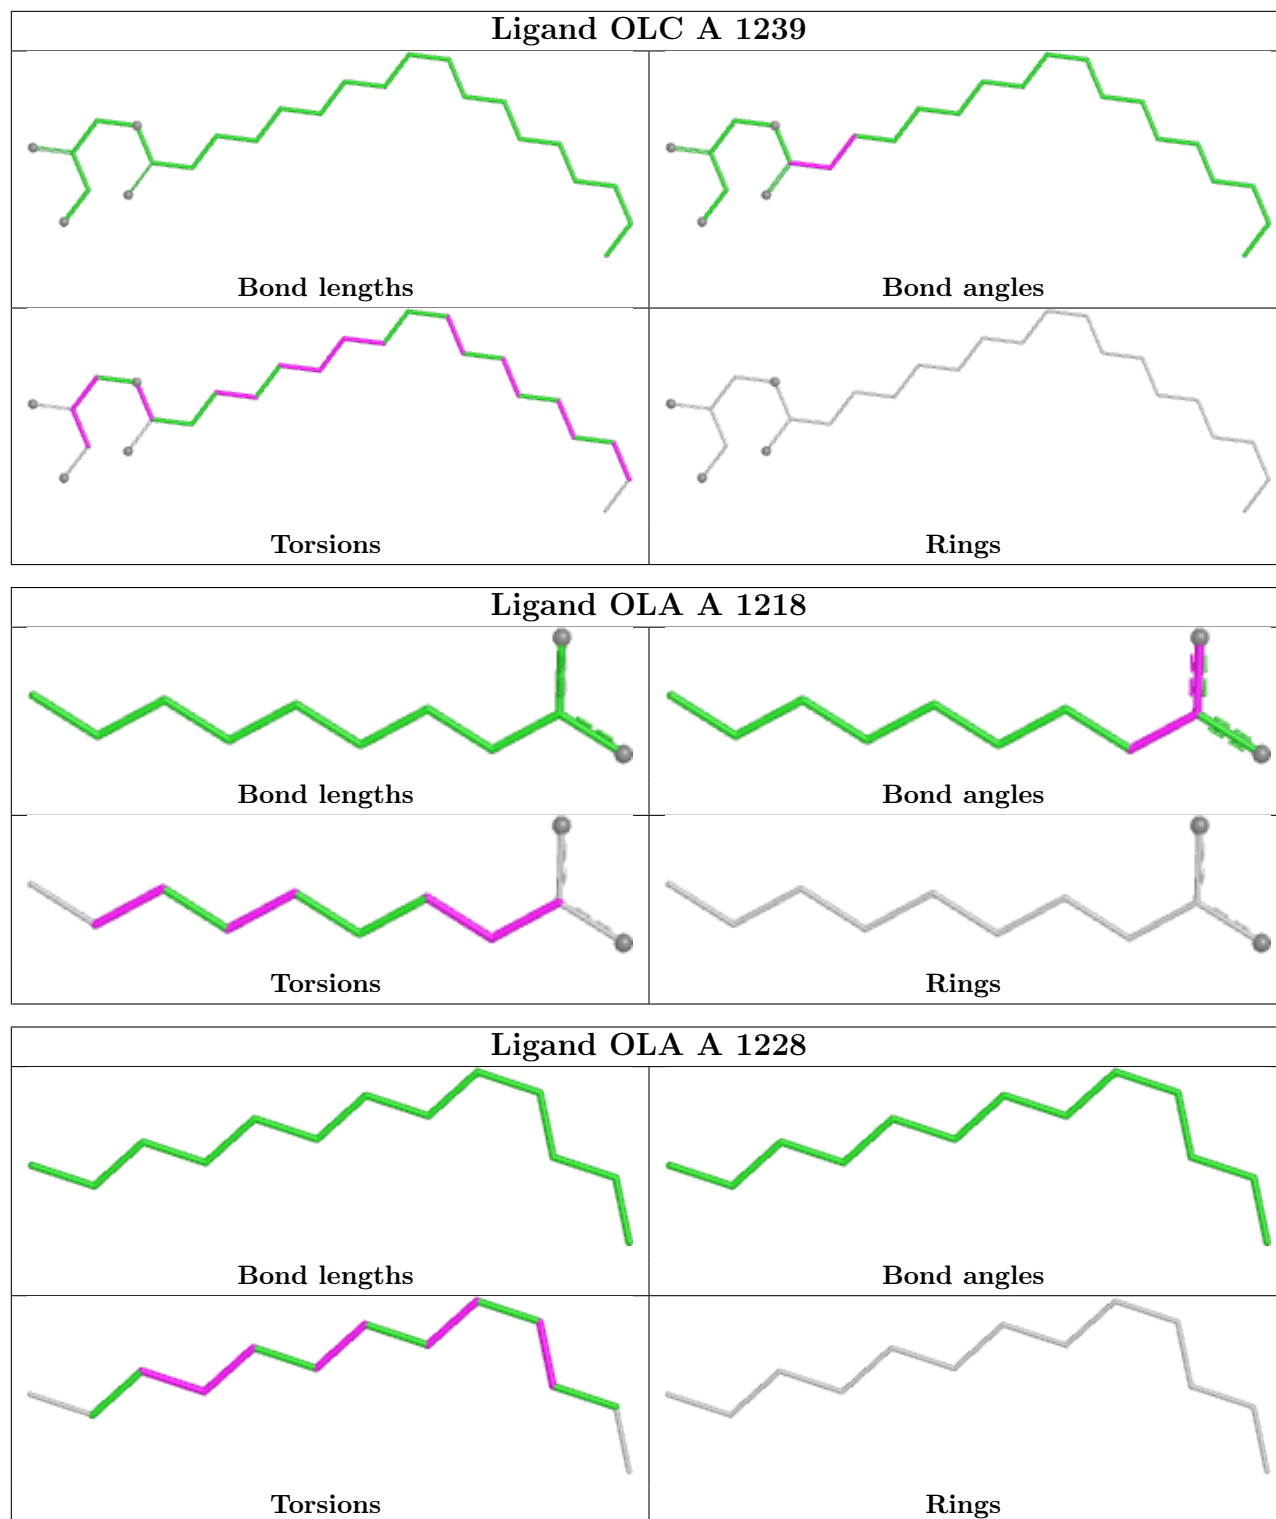 Ligand OLC A 1239
Bond lengths
Bond angles
Torsions
Rings
Ligand OLA A 1218
Bond lengths
Bond angles
Torsions
Rings
Ligand OLA A 1228
Bond lengths
Bond angles
Torsions
Rings